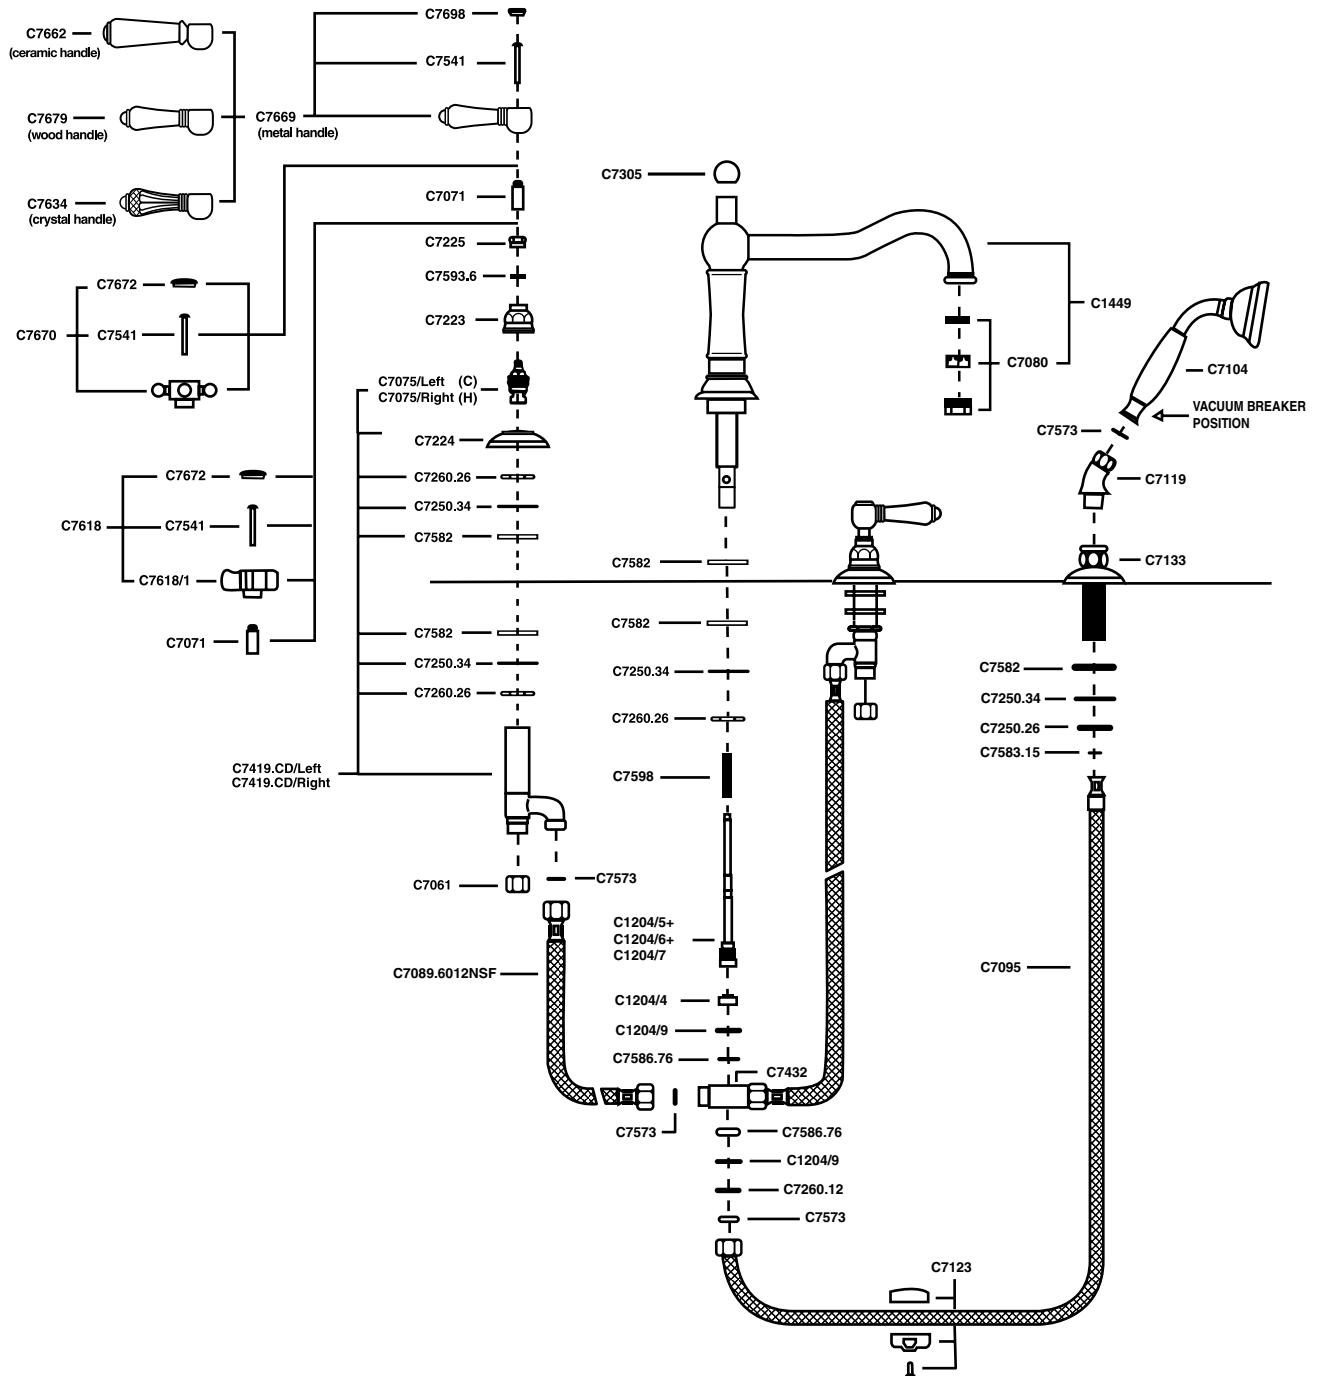 C7662
(ceramic handle)
C7679
(wood handle)
C7634
(crystal handle)
C7698
C7541
C7669
(metal handle)
C7071
C7225
C7593.6
C7223
C7075/Left (C)
C7075/Right (H)
C7224
C7260.26
C7250.34
C7582
C7672
C7670
C7541
C7672
C7618
C7541
C7618/1
C7071
C7582
C7250.34
C7260.26
C7419.CD/Left
C7419.CD/Right
C7061
C7573
C7089.6012NSF
C7305
C1449
C7080
C7104
VACUUM BREAKER
POSITION
C7573
C7119
C7133
C7582
C7582
C7250.34
C7260.26
C7598
C1204/5+
C1204/6+
C1204/7
C1204/4
C1204/9
C7586.76
C7432
C7573
C7586.76
C1204/9
C7260.12
C7573
C7582
C7250.34
C7250.26
C7583.15
C7095
C7123